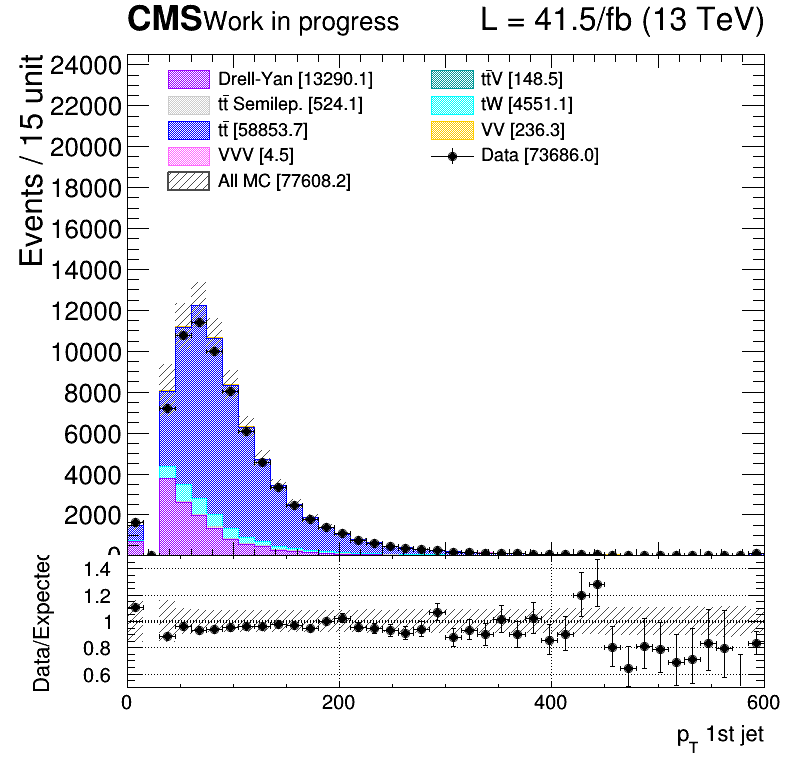 CMS Work in progress L = 41.5/fb (13 TeV)
Events / 15 unit
24000
22000
20000
18000
16000
14000
12000
10000
8000
6000
4000
2000
0
Drell-Yan [13290.1]
tt̄ Semilep. [524.1]
tt̄ [58853.7]
VVV [4.5]
All MC [77608.2]
tt̄V [148.5]
tW [4551.1]
VV [236.3]
Data [73686.0]
Data/Expected
1.4
1.2
1
0.8
0.6
0 200 400 600
p_T 1st jet